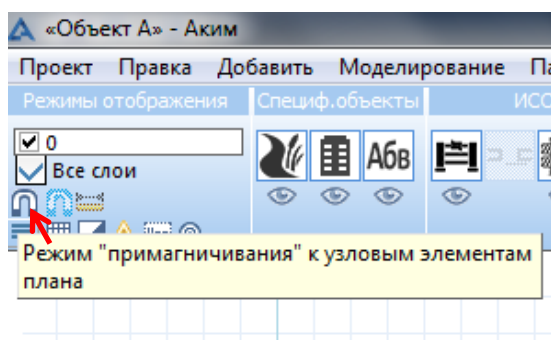 «Объект А» - Аким
Проект Правка Добавить Моделирование
Режимы отображения Специф.объекты ИСС
0
Все слои
Абв
Режим "примагничивания" к узловым элементам
плана